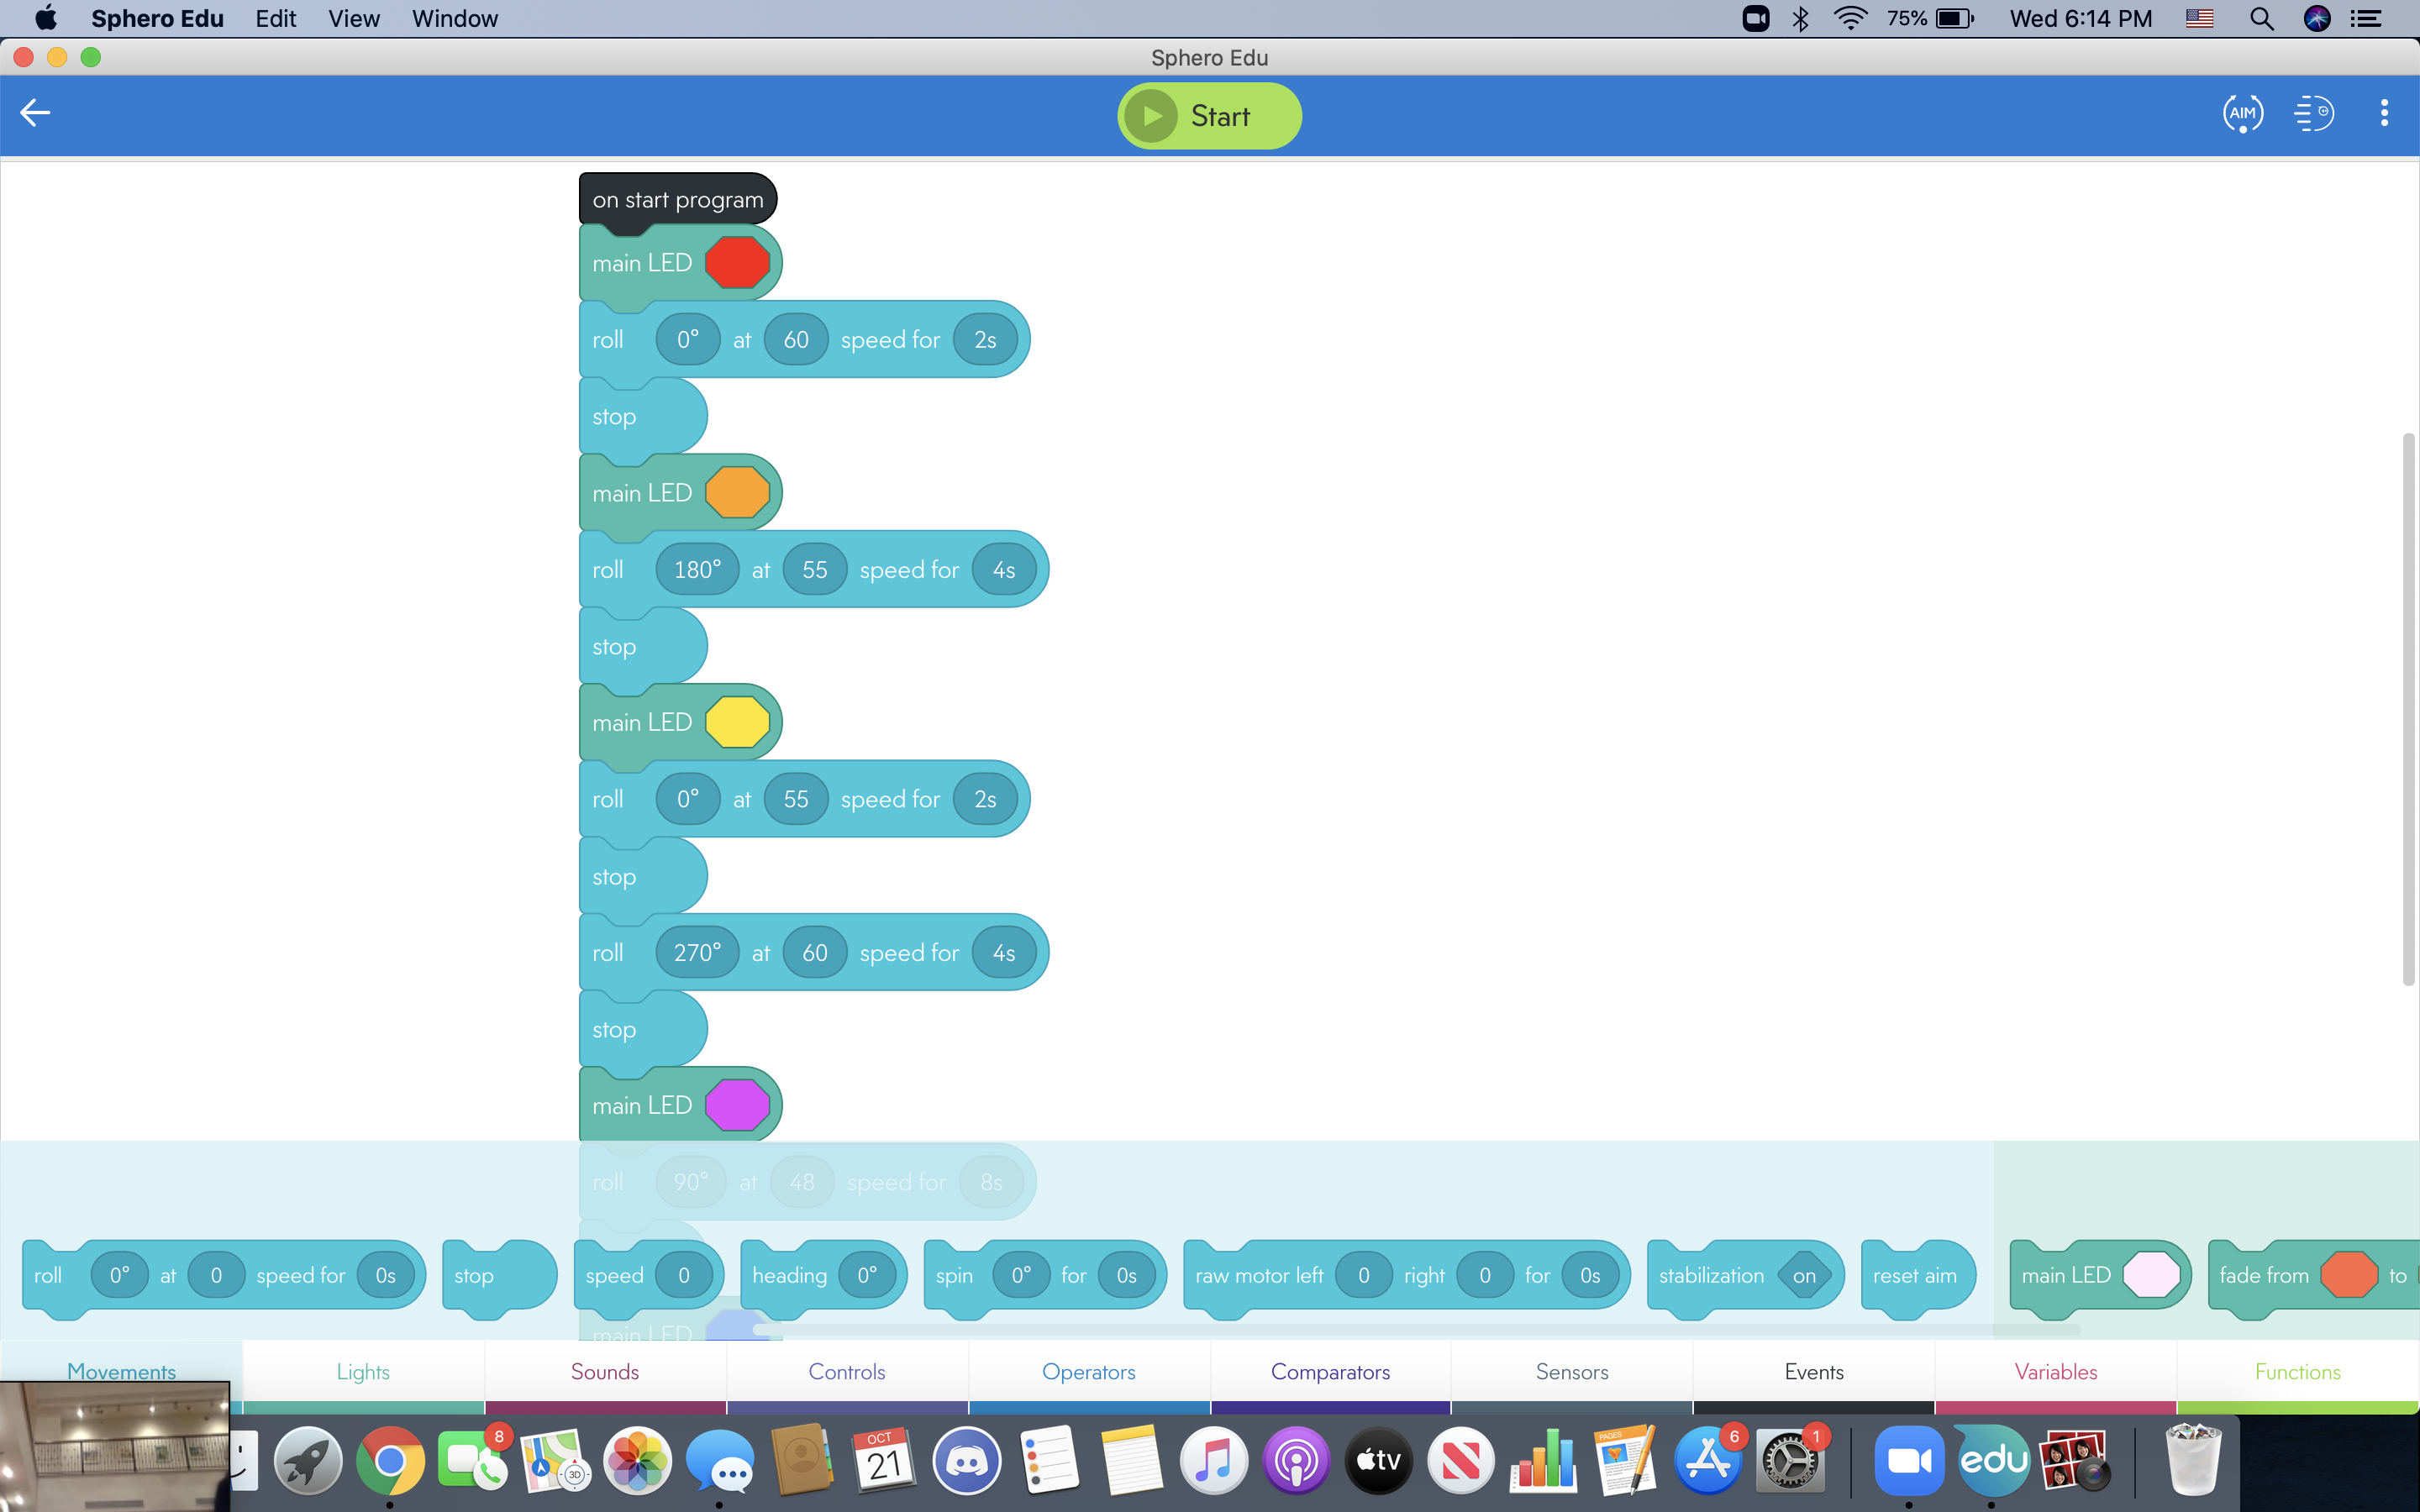 Sphero Edu Edit View Window 75% Wed 6:14 PM
Sphero Edu
Start AIM
on start program
main LED
roll 0° at 60 speed for 2s
stop
main LED
roll 180° at 55 speed for 4s
stop
main LED
roll 0° at 55 speed for 2s
stop
roll 270° at 60 speed for 4s
stop
main LED
roll 90° at 48 speed for 8s
roll 0° at 0 speed for 0s stop speed 0 heading 0° spin 0° for 0s raw motor left 0 right 0 for 0s stabilization on reset aim main LED fade from to
main LED
Movements Lights Sounds Controls Operators Comparators Sensors Events Variables Functions
8 3D OCT 21 tv PAGES 6 1 edu